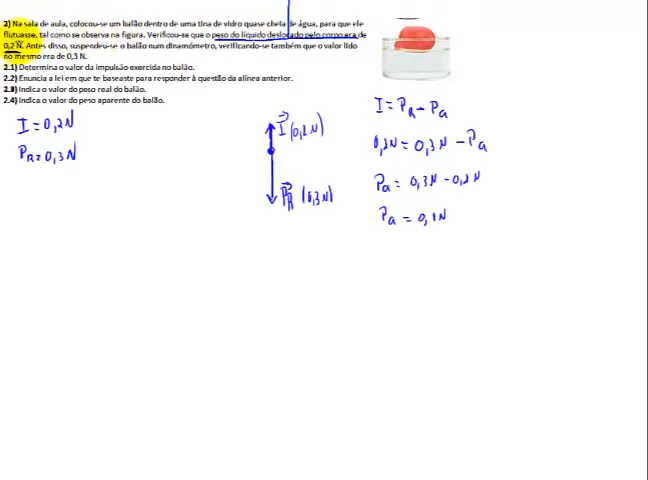 2) Na sala de aula, colocou-se um balão dentro de uma tina de vidro quase cheia de água, para que ele
flutuasse, tal como se observa na figura. Verificou-se que o peso do líquido deslocado pelo corpo era de
0,2 N. Antes disso, suspendeu-se o balão num dinamómetro, verificando-se também que o valor lido
no mesmo era de 0,3 N.
2.1) Determina o valor da impulsão exercida no balão.
2.2) Enuncia a lei em que te baseaste para responder à questão da alínea anterior.
2.3) Indica o valor do peso real do balão.
2.4) Indica o valor do peso aparente do balão.
I = 0,2 N
PR = 0,3 N
I (0,2 N)
PR (0,3 N)
I = PR - Pa
0,2 N = 0,3 N - Pa
Pa = 0,3 N - 0,2 N
Pa = 0,1 N